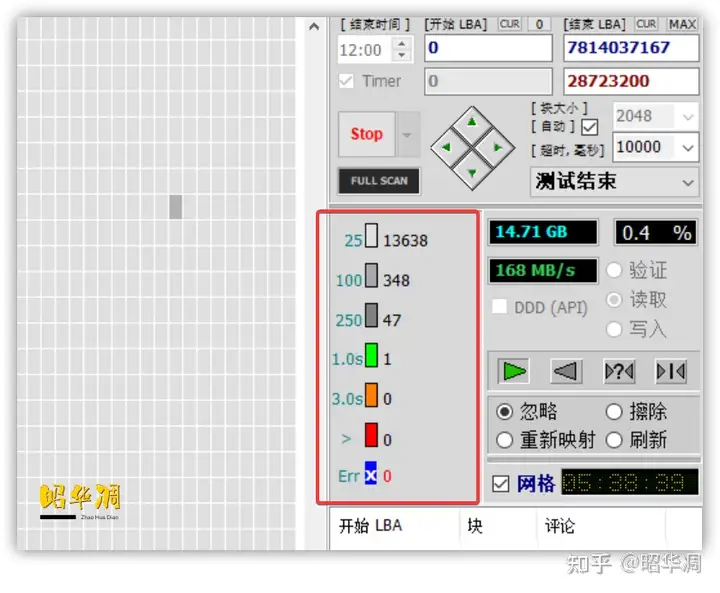 [ 结束时间 ] [开始 LBA] CUR 0 [结束 LBA] CUR MAX
12:00 0 7814037167
Timer 0 28723200
[ 块大小 ] 2048
[ 自动 ]
Stop [ 超时, 毫秒] 10000
FULL SCAN 测试结束
25 13638 14.71 GB 0.4 %
100 348 168 MB/s 验证
读取
250 47 DDD (API) 写入
1.0s 1
3.0s 0 忽略 擦除
> 0 重新映射 刷新
Err x 0 网格 05:38:39
开始 LBA 块 评论
昭华凋
Zhao Hua Diao
知乎 @昭华凋